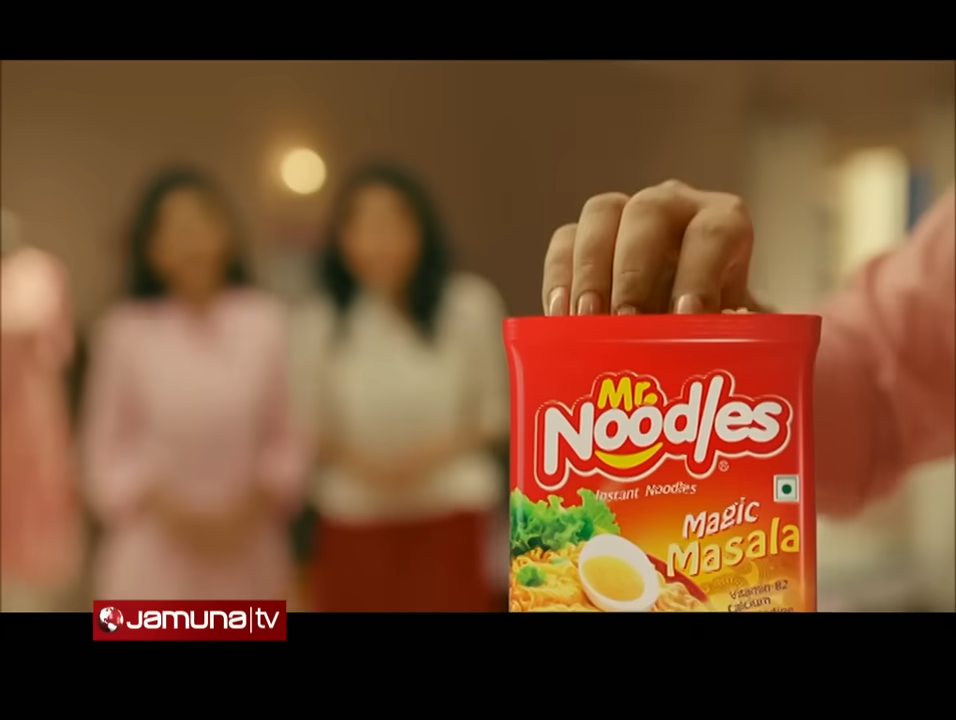 Mr.
Noodles
®
Instant Noodles
Magic
Masala
Vitamin B2
Calcium
JAMUNA|tv